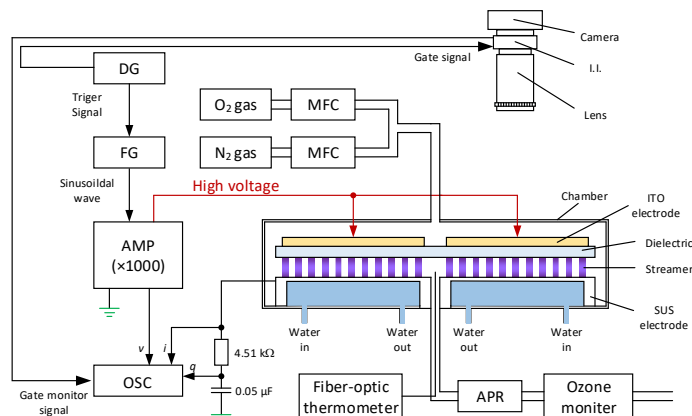 Camera
Gate signal
I.I.
DG
Lens
Triger
Signal
O2 gas
MFC
FG
N2 gas
MFC
Sinusoildal
wave
High voltage
Chamber
ITO
electrode
AMP
(×1000)
Dielectric
Streamer
SUS
electrode
Water
in
Water
out
Water
out
Water
in
v
i
4.51 kΩ
q
OSC
0.05 μF
Gate monitor
signal
Fiber-optic
thermometer
APR
Ozone
moniter